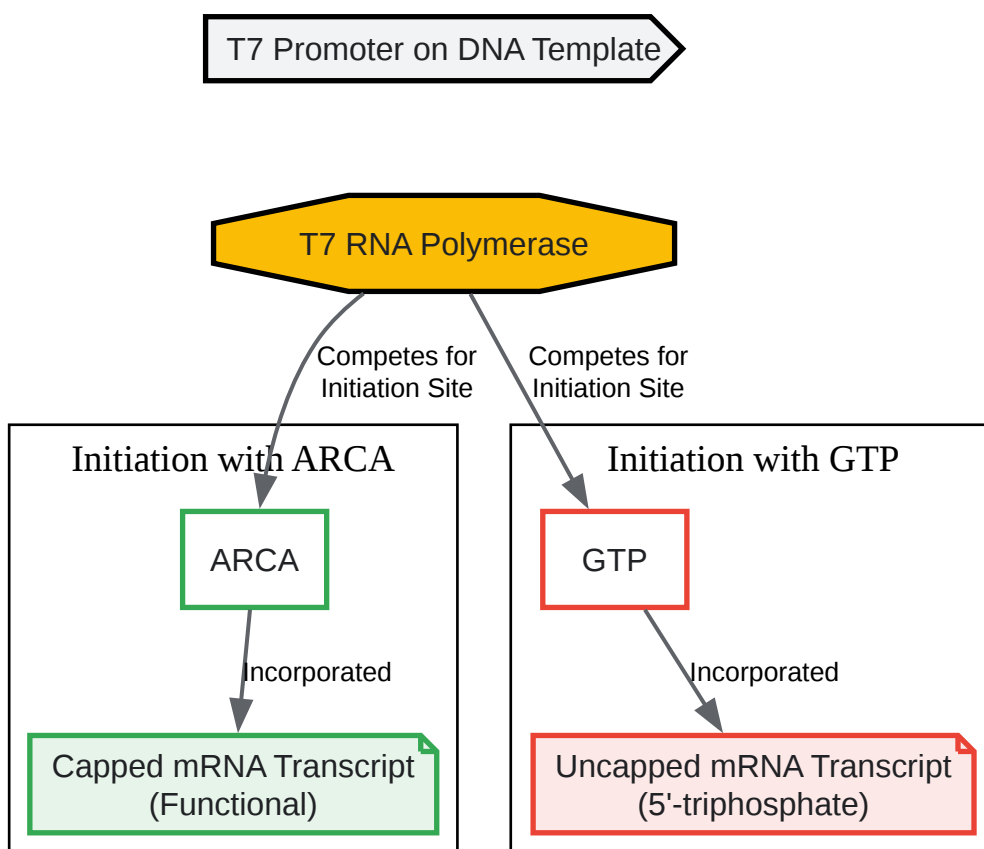 T7 Promoter on DNA Template
T7 RNA Polymerase
Competes for
Initiation Site
Competes for
Initiation Site
Initiation with ARCA
Initiation with GTP
ARCA
GTP
Incorporated
Incorporated
Capped mRNA Transcript
(Functional)
Uncapped mRNA Transcript
(5'-triphosphate)